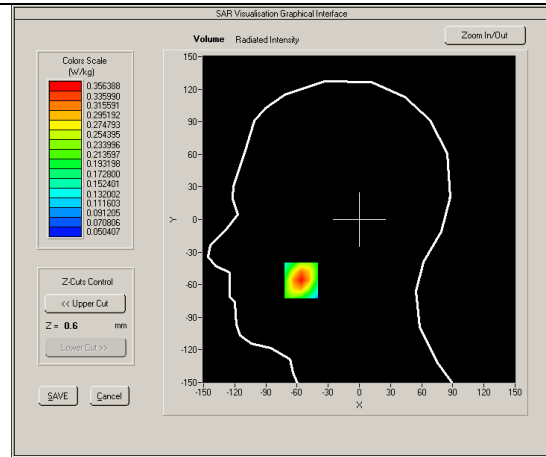 SAR Visualisation Graphical Interface
Volume Radiated Intensity
Zoom In/Out
Colors Scale
(W/kg)
0.356388
0.335990
0.315591
0.295192
0.274793
0.254395
0.233996
0.213597
0.193198
0.172800
0.152401
0.132002
0.111603
0.091205
0.070806
0.050407
Z-Cuts Control
<< Upper Cut
Z = 0.6 mm
Lower Cut >>
SAVE Cancel
150
120
90
60
30
0
-30
-60
-90
-120
-150
Y
-150 -120 -90 -60 -30 0 30 60 90 120 150
X